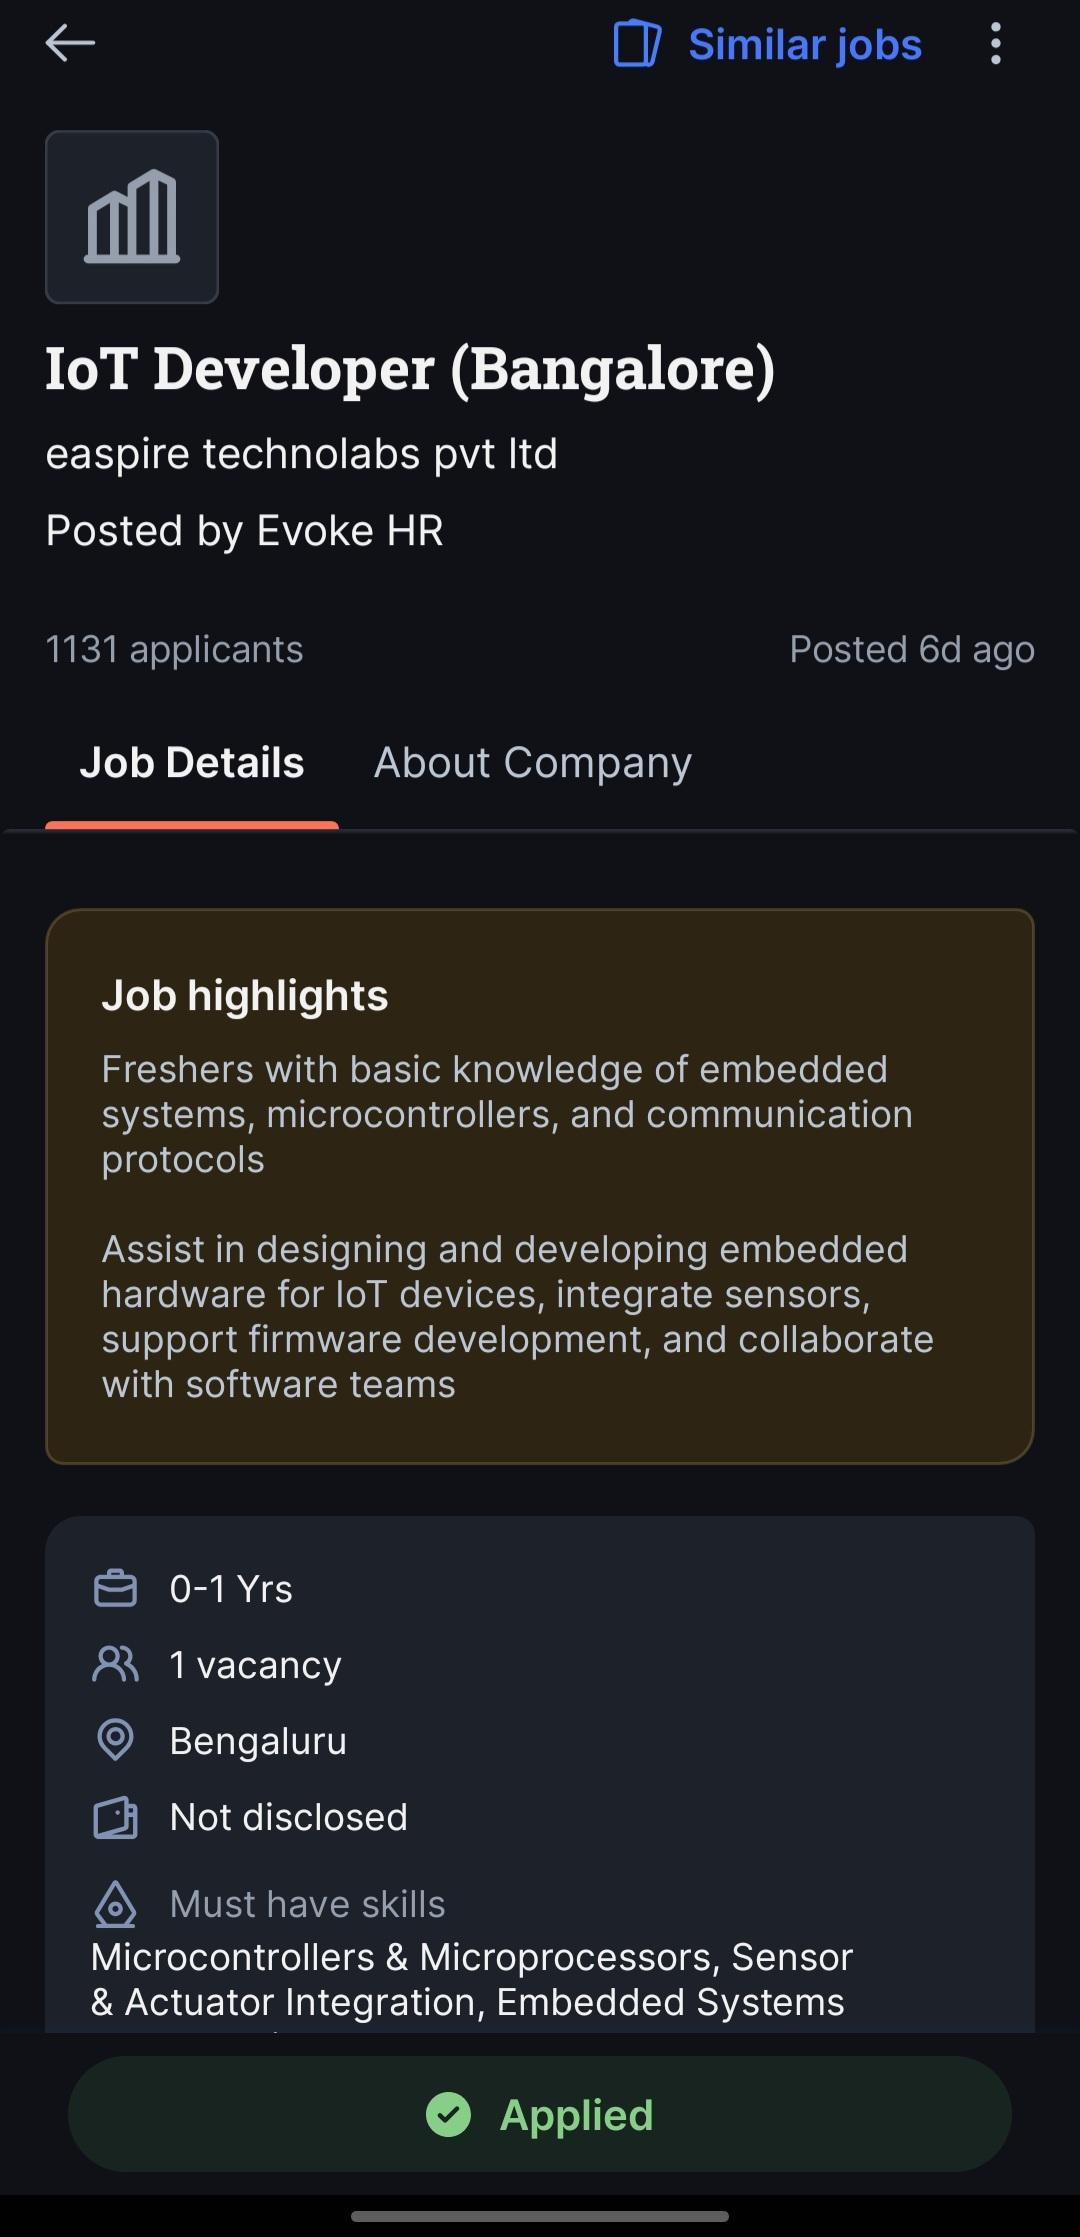 Similar jobs
IoT Developer (Bangalore)
easpire technolabs pvt ltd
Posted by Evoke HR
1131 applicants
Posted 6d ago
Job Details
About Company
Job highlights
Freshers with basic knowledge of embedded
systems, microcontrollers, and communication
protocols
Assist in designing and developing embedded
hardware for IoT devices, integrate sensors,
support firmware development, and collaborate
with software teams
0-1 Yrs
1 vacancy
Bengaluru
Not disclosed
Must have skills
Microcontrollers & Microprocessors, Sensor
& Actuator Integration, Embedded Systems
Applied